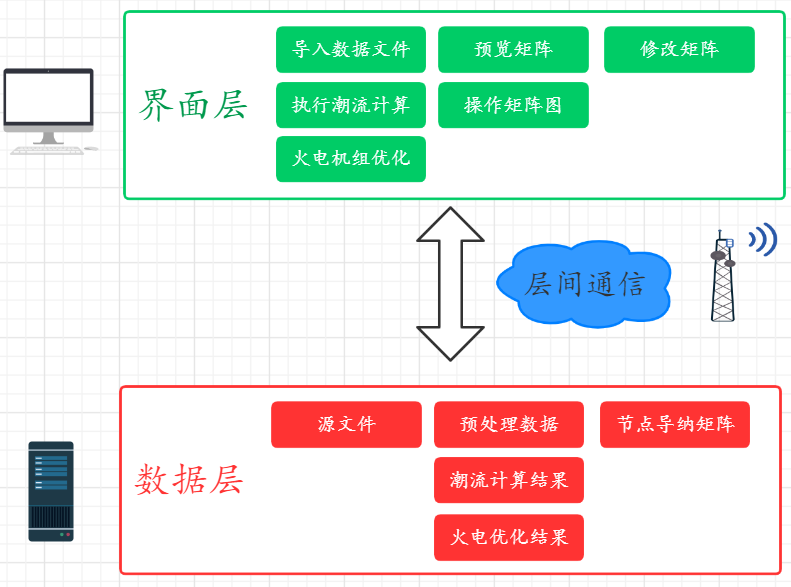 导入数据文件
预览矩阵
修改矩阵
界面层
执行潮流计算
操作矩阵图
火电机组优化
层间通信
源文件
预处理数据
节点导纳矩阵
数据层
潮流计算结果
火电优化结果